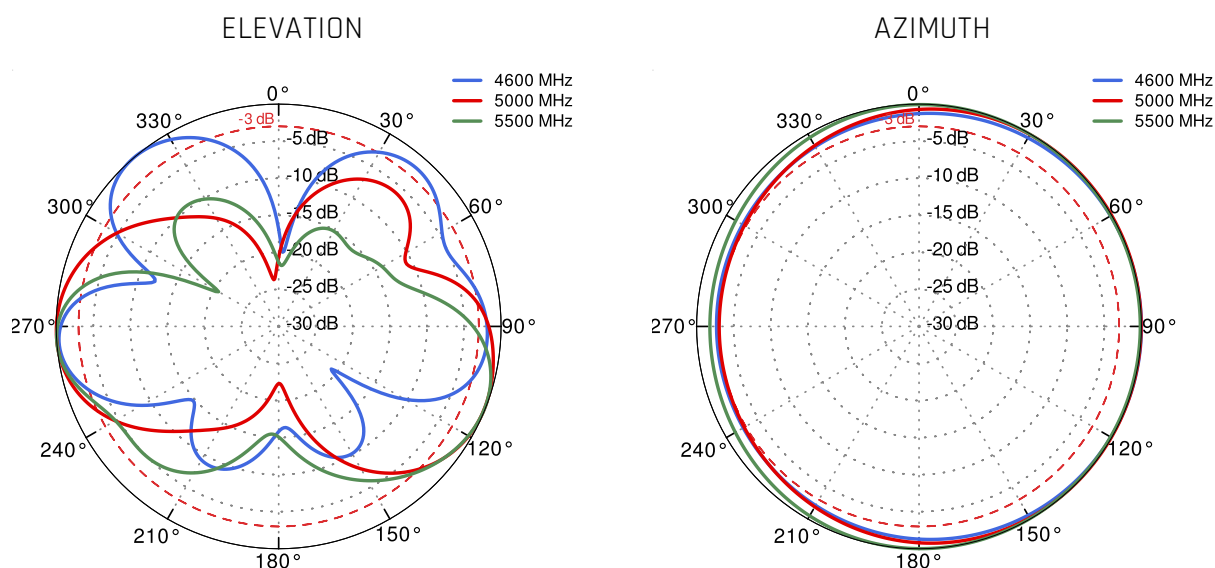 ELEVATION
4600 MHz
5000 MHz
5500 MHz
0°
330°
30°
-3 dB
-5 dB
-10 dB
300°
-15 dB
60°
-20 dB
-25 dB
270°
-30 dB
90°
240°
120°
210°
150°
180°
AZIMUTH
4600 MHz
5000 MHz
5500 MHz
0°
330°
30°
3 dB
-5 dB
-10 dB
300°
-15 dB
60°
-20 dB
-25 dB
270°
-30 dB
90°
240°
120°
210°
150°
180°